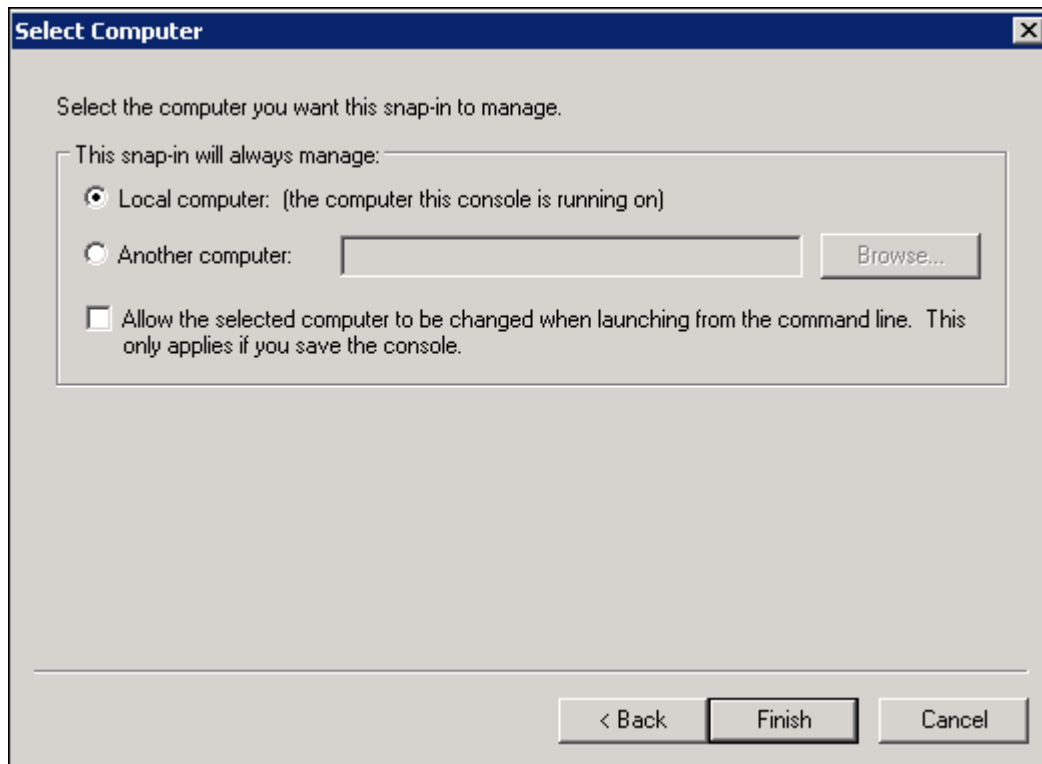 Select Computer
Select the computer you want this snap-in to manage.
This snap-in will always manage:
Local computer:  (the computer this console is running on)
Another computer:
Browse...
Allow the selected computer to be changed when launching from the command line.  This
only applies if you save the console.
< Back
Finish
Cancel